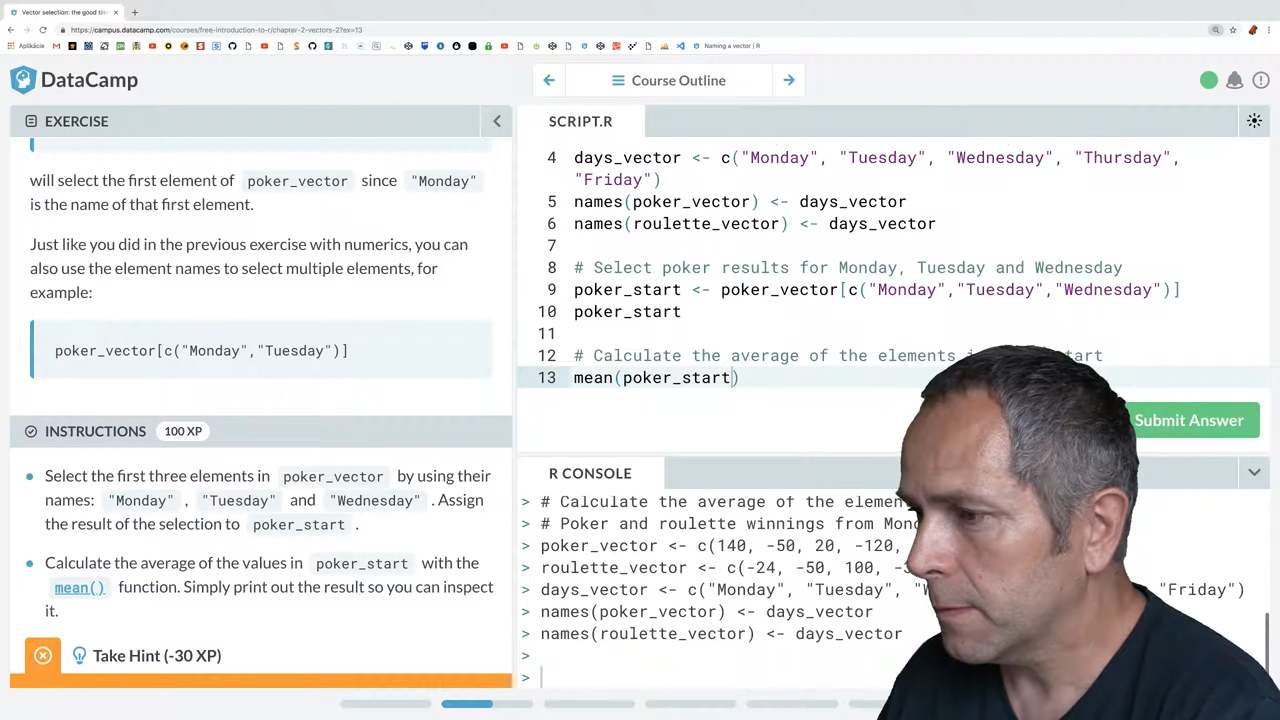 Vector selection: the good tim
https://campus.datacamp.com/courses/free-introduction-to-r/chapter-2-vectors-2?ex=13
Aplikácie
Naming a vector | R
DataCamp
Course Outline
EXERCISE
will select the first element of poker_vector since "Monday"
is the name of that first element.
Just like you did in the previous exercise with numerics, you can
also use the element names to select multiple elements, for
example:
poker_vector[c("Monday","Tuesday")]
INSTRUCTIONS 100 XP
Select the first three elements in poker_vector by using their
names: "Monday" , "Tuesday" and "Wednesday" . Assign
the result of the selection to poker_start .
Calculate the average of the values in poker_start with the
mean() function. Simply print out the result so you can inspect
it.
Take Hint (-30 XP)
SCRIPT.R
4 days_vector <- c("Monday", "Tuesday", "Wednesday", "Thursday",
"Friday")
5 names(poker_vector) <- days_vector
6 names(roulette_vector) <- days_vector
7
8 # Select poker results for Monday, Tuesday and Wednesday
9 poker_start <- poker_vector[c("Monday","Tuesday","Wednesday")]
10 poker_start
11
12 # Calculate the average of the elements
13 mean(poker_start)
Submit Answer
R CONSOLE
> # Calculate the average of the elemen
> # Poker and roulette winnings from Mon
> poker_vector <- c(140, -50, 20, -120,
> roulette_vector <- c(-24, -50, 100, -
> days_vector <- c("Monday", "Tuesday", "Friday")
> names(poker_vector) <- days_vector
> names(roulette_vector) <- days_vector
>
>